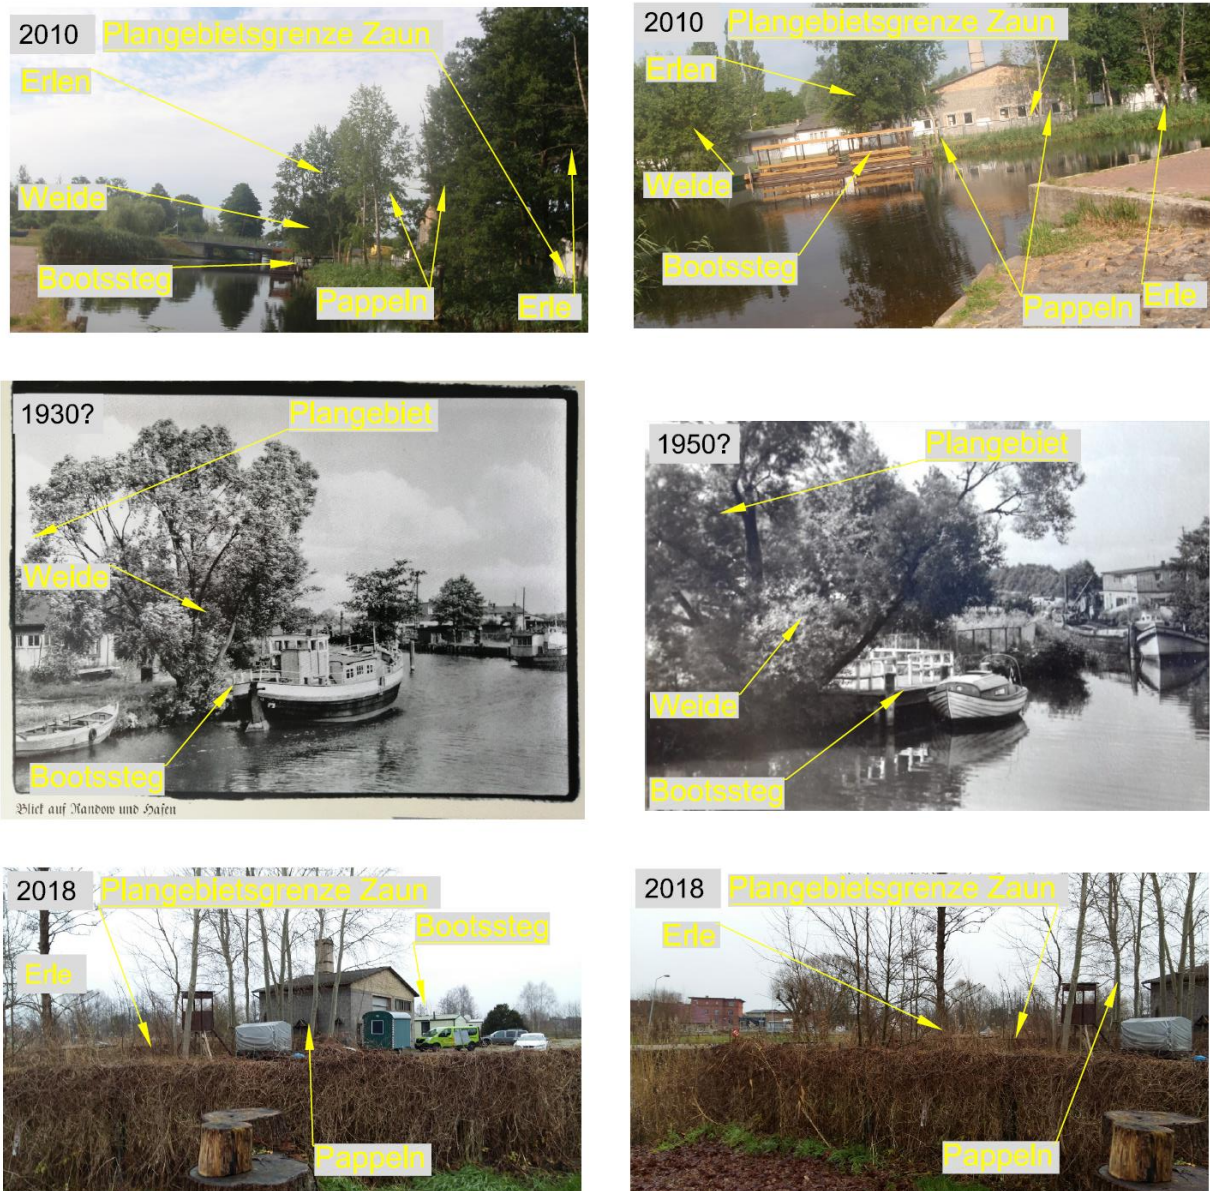 2010 Plangebietsgrenze Zaun
Erlen
Weide
Bootssteg
Pappeln
Erle
2010 Plangebietsgrenze Zaun
Erlen
Weide
Bootssteg
Pappeln
Erle
1930?
Plangebiet
Weide
Bootssteg
Blick auf Randow und Hafen
1950?
Plangebiet
Weide
Bootssteg
2018 Plangebietsgrenze Zaun
Bootssteg
Erle
Pappeln
2018 Plangebietsgrenze Zaun
Erle
Pappeln